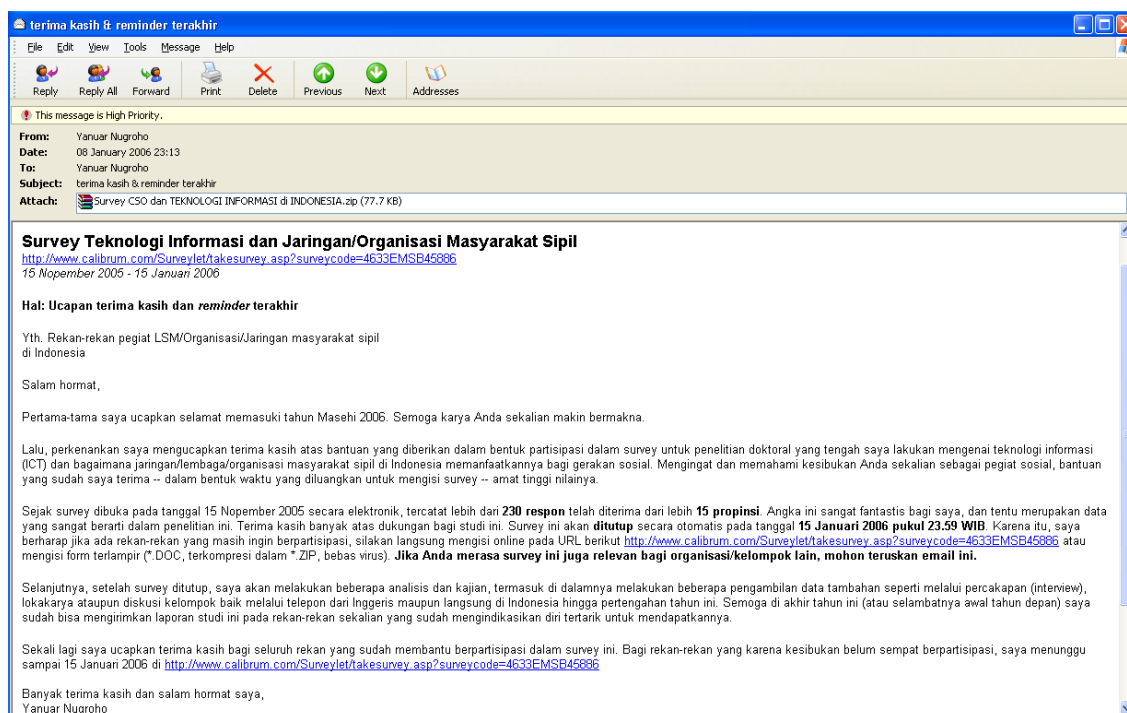 terima kasih & reminder terakhir
File Edit View Tools Message Help
Reply Reply All Forward Print Delete Previous Next Addresses
This message is High Priority.
From: Yanuar Nugroho
Date: 08 January 2006 23:13
To: Yanuar Nugroho
Subject: terima kasih & reminder terakhir
Attach: Survey CSO dan TEKNOLOGI INFORMASI di INDONESIA.zip (77.7 KB)
Survey Teknologi Informasi dan Jaringan/Organisasi Masyarakat Sipil
http://www.calibrum.com/Surveylet/takesurvey.asp?surveycode=4633EMSB45886
15 Nopember 2005 - 15 Januari 2006
Hal: Ucapan terima kasih dan reminder terakhir
Yth. Rekan-rekan pegiat LSM/Organisasi/Jaringan masyarakat sipil
di Indonesia
Salam hormat,
Pertama-tama saya ucapkan selamat memasuki tahun Masehi 2006. Semoga karya Anda sekalian makin bermakna.
Lalu, perkenankan saya mengucapkan terima kasih atas bantuan yang diberikan dalam bentuk partisipasi dalam survey untuk penelitian doktoral yang tengah saya lakukan mengenai teknologi informasi
(ICT) dan bagaimana jaringan/lembaga/organisasi masyarakat sipil di Indonesia memanfaatkannya bagi gerakan sosial. Mengingat dan memahami kesibukan Anda sekalian sebagai pegiat sosial, bantuan
yang sudah saya terima -- dalam bentuk waktu yang diluangkan untuk mengisi survey -- amat tinggi nilainya.
Sejak survey dibuka pada tanggal 15 Nopember 2005 secara elektronik, tercatat lebih dari 230 respon telah diterima dari lebih 15 propinsi. Angka ini sangat fantastis bagi saya, dan tentu merupakan data
yang sangat berarti dalam penelitian ini. Terima kasih banyak atas dukungan bagi studi ini. Survey ini akan ditutup secara otomatis pada tanggal 15 Januari 2006 pukul 23.59 WIB. Karena itu, saya
berharap jika ada rekan-rekan yang masih ingin berpartisipasi, silakan langsung mengisi online pada URL berikut http://www.calibrum.com/Surveylet/takesurvey.asp?surveycode=4633EMSB45886 atau
mengisi form terlampir (*.DOC, terkompresi dalam *.ZIP, bebas virus). Jika Anda merasa survey ini juga relevan bagi organisasi/kelompok lain, mohon teruskan email ini.
Selanjutnya, setelah survey ditutup, saya akan melakukan beberapa analisis dan kajian, termasuk di dalamnya melakukan beberapa pengambilan data tambahan seperti melalui percakapan (interview),
lokakarya ataupun diskusi kelompok baik melalui telepon dari Inggeris maupun langsung di Indonesia hingga pertengahan tahun ini. Semoga di akhir tahun ini (atau selambatnya awal tahun depan) saya
sudah bisa mengirimkan laporan studi ini pada rekan-rekan sekalian yang sudah mengindikasikan diri tertarik untuk mendapatkannya.
Sekali lagi saya ucapkan terima kasih bagi seluruh rekan yang sudah membantu berpartisipasi dalam survey ini. Bagi rekan-rekan yang karena kesibukan belum sempat berpartisipasi, saya menunggu
sampai 15 Januari 2006 di http://www.calibrum.com/Surveylet/takesurvey.asp?surveycode=4633EMSB45886
Banyak terima kasih dan salam hormat saya,
Yanuar Nugroho